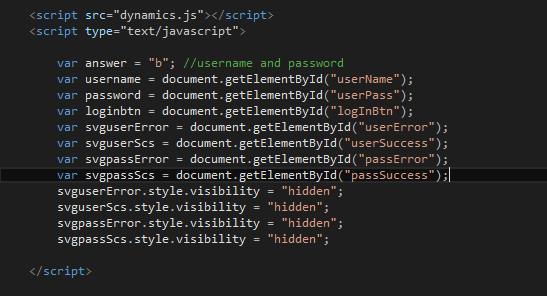 <script src="dynamics.js"></script>
<script type="text/javascript">
var answer = "b"; //username and password
var username = document.getElementById("userName");
var password = document.getElementById("userPass");
var loginbtn = document.getElementById("logInBtn");
var svguserError = document.getElementById("userError");
var svguserScs = document.getElementById("userSuccess");
var svgpassError = document.getElementById("passError");
var svgpassScs = document.getElementById("passSuccess");
svguserError.style.visibility = "hidden";
svguserScs.style.visibility = "hidden";
svgpassError.style.visibility = "hidden";
svgpassScs.style.visibility = "hidden";
</script>